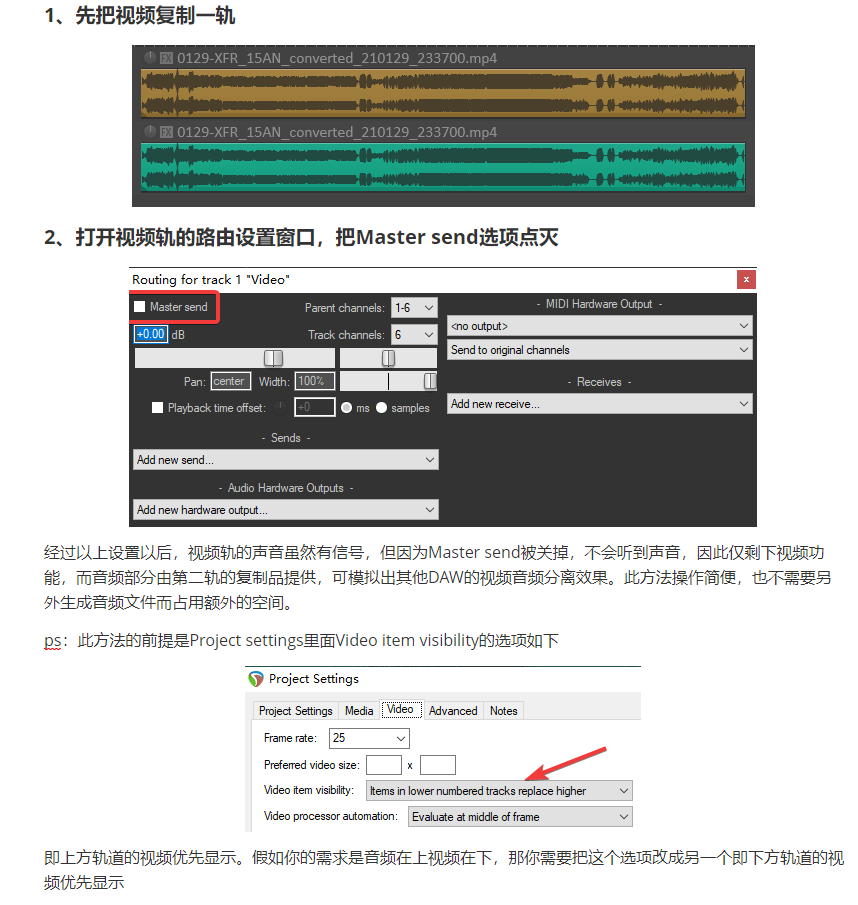 1、先把视频复制一轨
FX 0129-XFR_15AN_converted_210129_233700.mp4
FX 0129-XFR_15AN_converted_210129_233700.mp4
2、打开视频轨的路由设置窗口，把Master send选项点灭
Routing for track 1 "Video"
x
Master send
Parent channels: 1-6
- MIDI Hardware Output -
+0.00 dB
Track channels: 6
<no output>
Send to original channels
Pan: center Width: 100%
- Receives -
Playback time offset: +0 ms samples
Add new receive...
- Sends -
Add new send...
- Audio Hardware Outputs -
Add new hardware output...
经过以上设置以后，视频轨的声音虽然有信号，但因为Master send被关掉，不会听到声音，因此仅剩下视频功
能，而音频部分由第二轨的复制品提供，可模拟出其他DAW的视频音频分离效果。此方法操作简便，也不需要另
外生成音频文件而占用额外的空间。
ps：此方法的前提是Project settings里面Video item visibility的选项如下
Project Settings
Project Settings Media Video Advanced Notes
Frame rate: 25
Preferred video size: x
Video item visibility: Items in lower numbered tracks replace higher
Video processor automation: Evaluate at middle of frame
即上方轨道的视频优先显示。假如你的需求是音频在上视频在下，那你需要把这个选项改成另一个即下方轨道的视
频优先显示